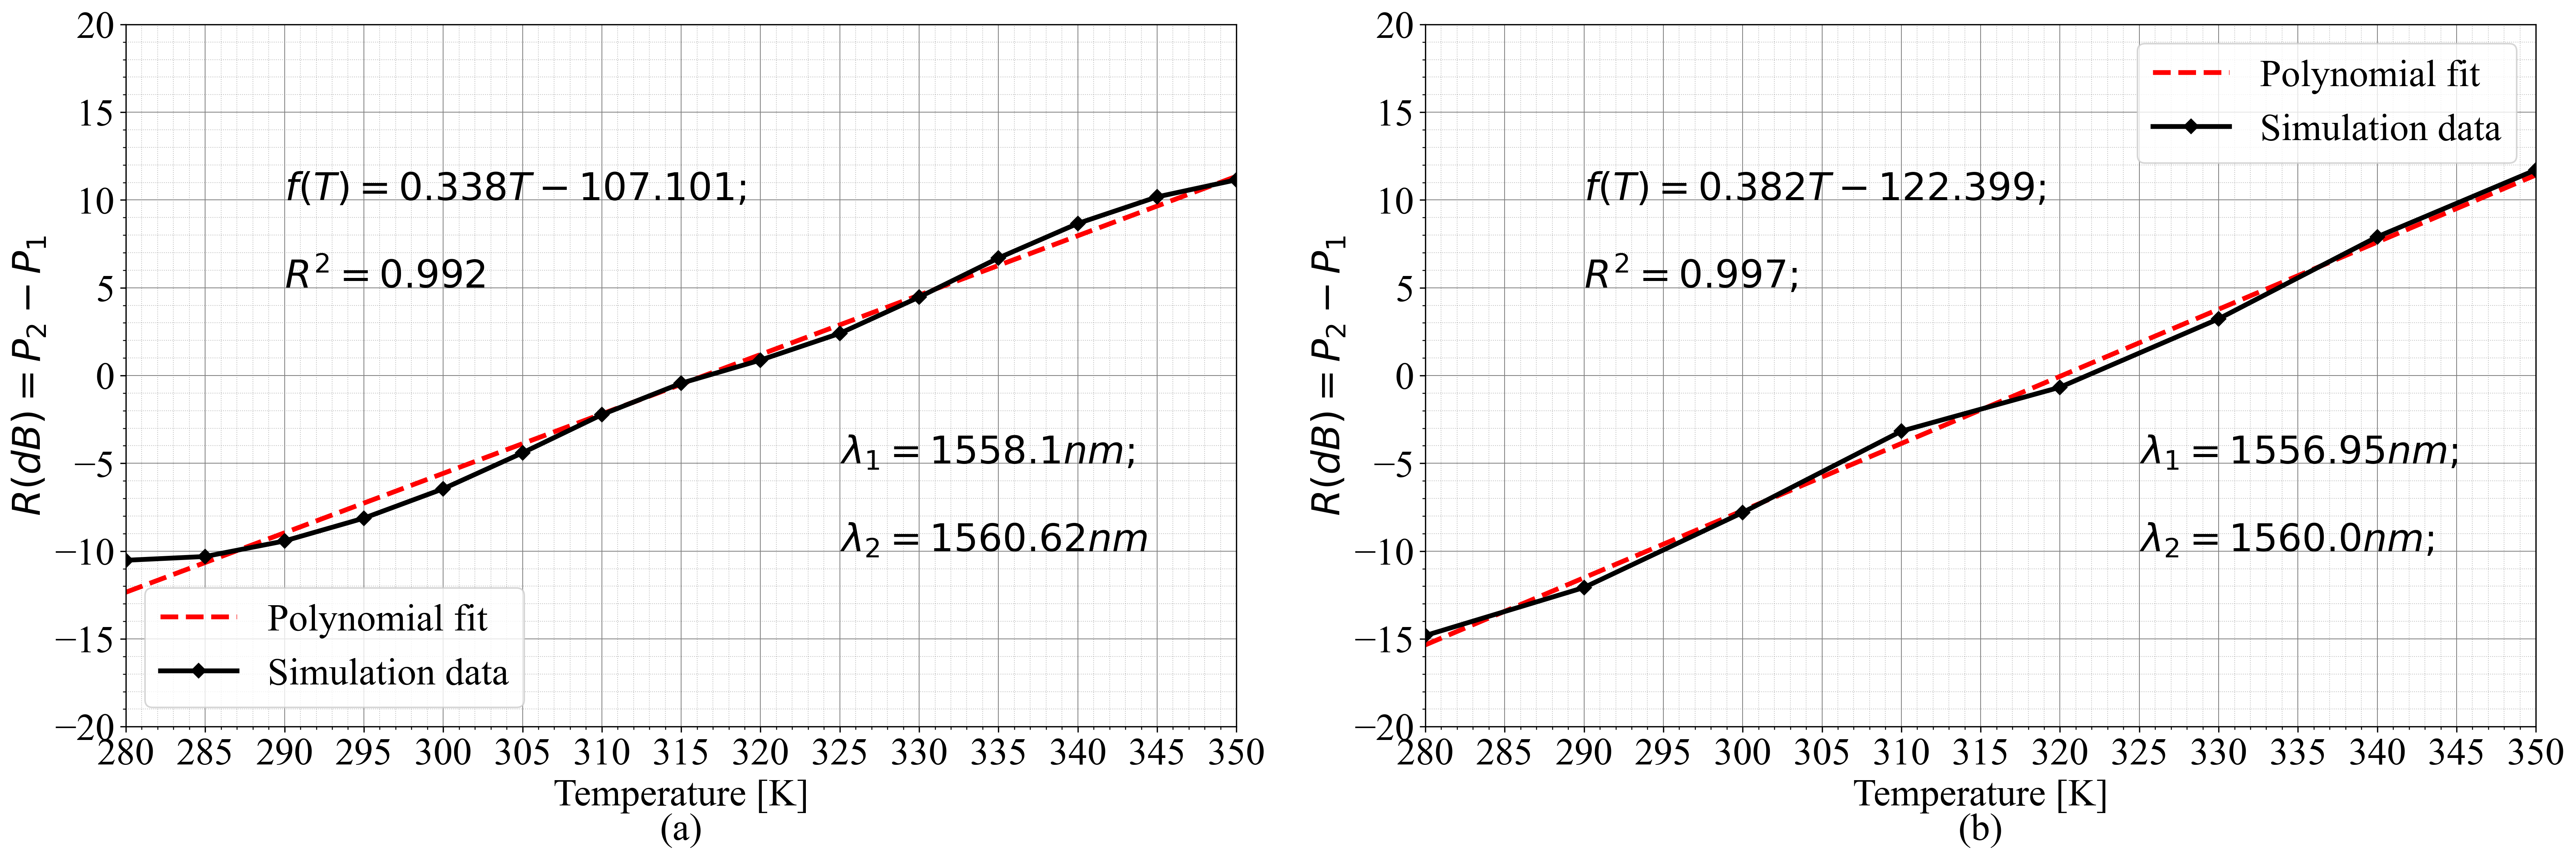 20
15
10
5
0
−5
−10
−15
−20
R(dB) = P₂ − P₁
f(T) = 0.338T − 107.101;
R² = 0.992
λ₁ = 1558.1nm;
λ₂ = 1560.62nm
Polynomial fit
Simulation data
280 285 290 295 300 305 310 315 320 325 330 335 340 345 350
Temperature [K]
(a)
20
15
10
5
0
−5
−10
−15
−20
R(dB) = P₂ − P₁
Polynomial fit
Simulation data
f(T) = 0.382T − 122.399;
R² = 0.997;
λ₁ = 1556.95nm;
λ₂ = 1560.0nm;
280 285 290 295 300 305 310 315 320 325 330 335 340 345 350
Temperature [K]
(b)